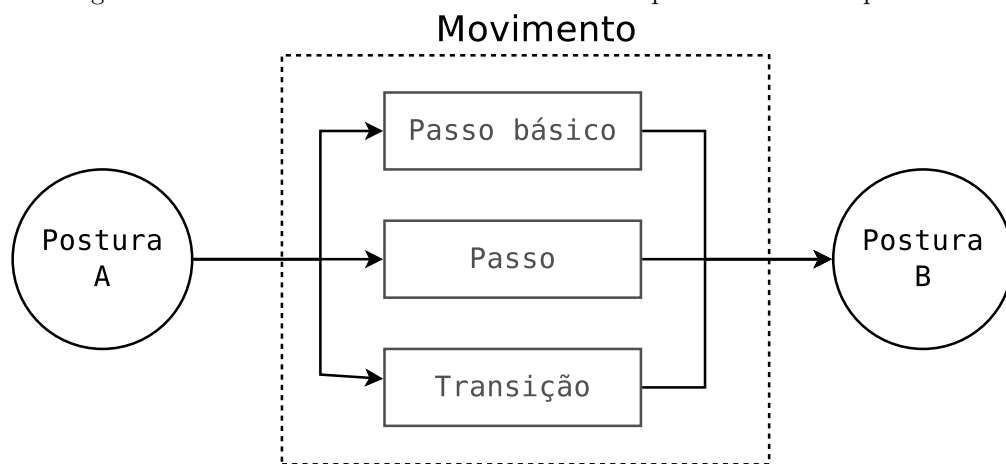 Movimento
Passo básico
Postura
A
Passo
Postura
B
Transição